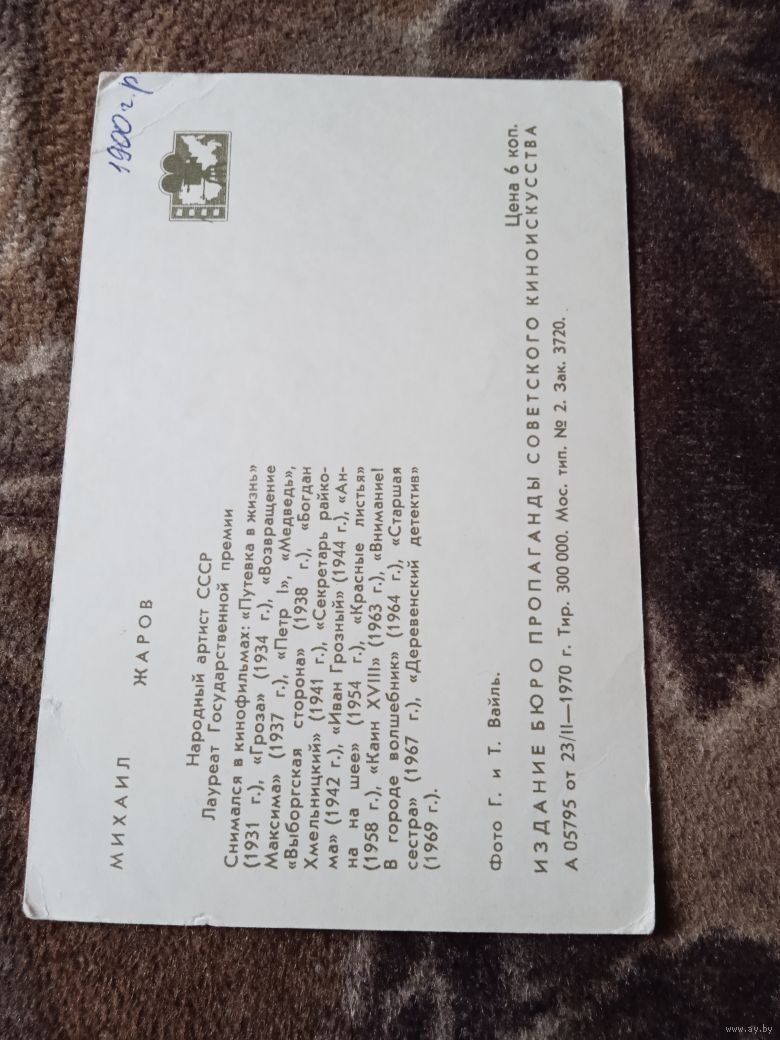 1900 г. р
МИХАИЛ
ЖАРОВ
Народный артист СССР
Лауреат Государственной премии
Снимался в кинофильмах: «Путевка в жизнь»
(1931 г.), «Гроза» (1934 г.), «Возвращение
Максима» (1937 г.), «Петр I», «Медведь»,
«Выборгская сторона» (1938 г.), «Богдан
Хмельницкий» (1941 г.), «Секретарь райко-
ма» (1942 г.), «Иван Грозный» (1944 г.), «Ан-
на на шее» (1954 г.), «Красные листья»
(1958 г.), «Каин XVIII» (1963 г.), «Внимание!
В городе волшебник» (1964 г.), «Старшая
сестра» (1967 г.), «Деревенский детектив»
(1969 г.).
Фото Г. и Т. Вайль.
Цена 6 коп.
ИЗДАНИЕ БЮРО ПРОПАГАНДЫ СОВЕТСКОГО КИНОИСКУССТВА
А 05795 от 23/II—1970 г. Тир. 300 000. Мос. тип. № 2. Зак. 3720.
www.ay.by